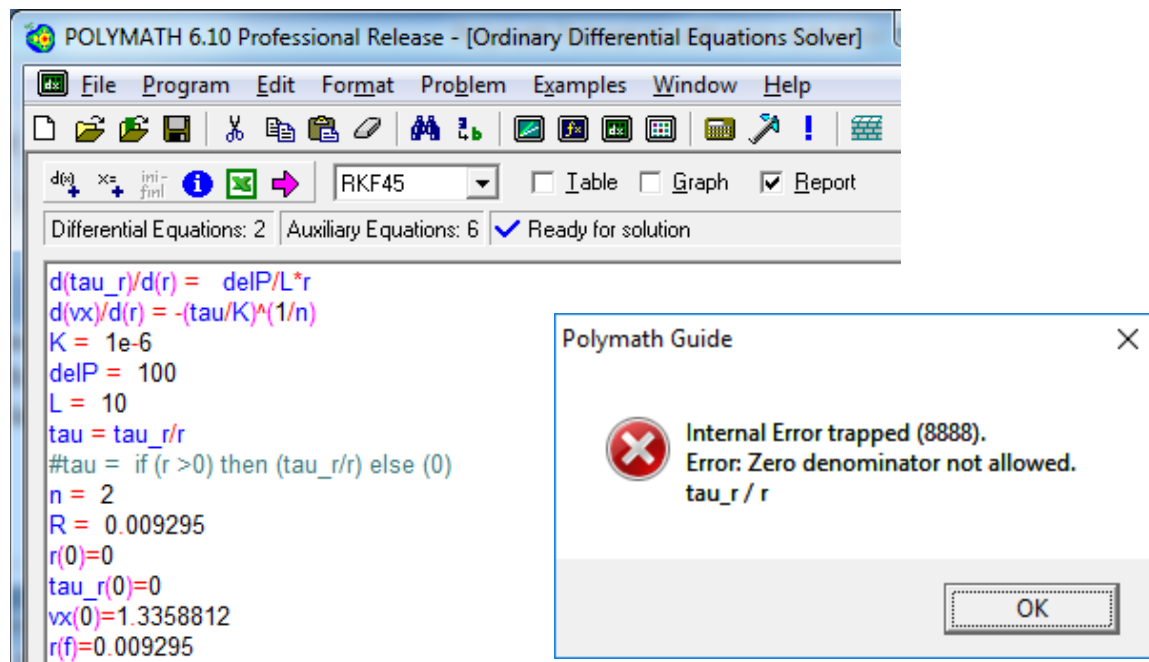 POLYMATH 6.10 Professional Release - [Ordinary Differential Equations Solver]
File Program Edit Format Problem Examples Window Help
d(x) x= ini- finl RKF45 Table Graph Report
Differential Equations: 2 Auxiliary Equations: 6 Ready for solution
d(tau_r)/d(r) = delP/L*r
d(vx)/d(r) = -(tau/K)^(1/n)
K = 1e-6
delP = 100
L = 10
tau = tau_r/r
#tau = if (r >0) then (tau_r/r) else (0)
n = 2
R = 0.009295
r(0)=0
tau_r(0)=0
vx(0)=1.3358812
r(f)=0.009295
Polymath Guide
Internal Error trapped (8888).
Error: Zero denominator not allowed.
tau_r / r
OK